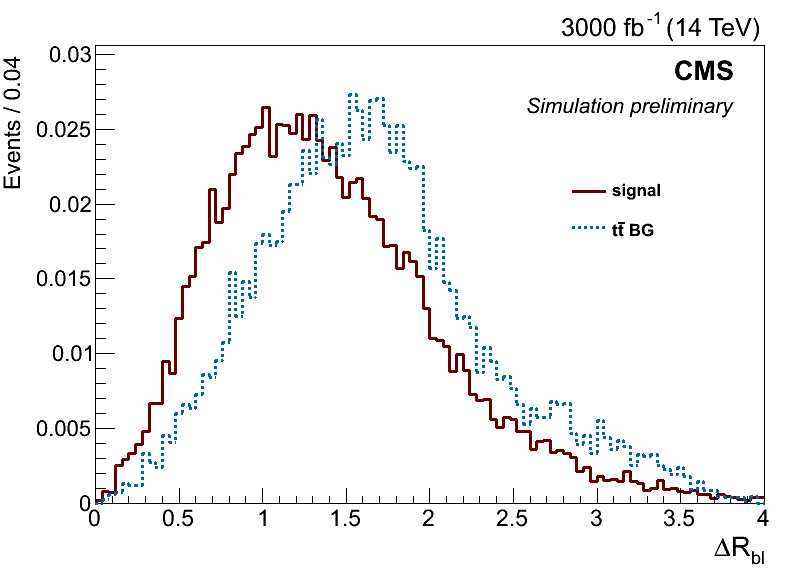 3000 fb⁻¹ (14 TeV)
Events / 0.04
0.03
0.025
0.02
0.015
0.01
0.005
0
CMS
Simulation preliminary
signal
tt̄ BG
0 0.5 1 1.5 2 2.5 3 3.5 4
ΔR_bl